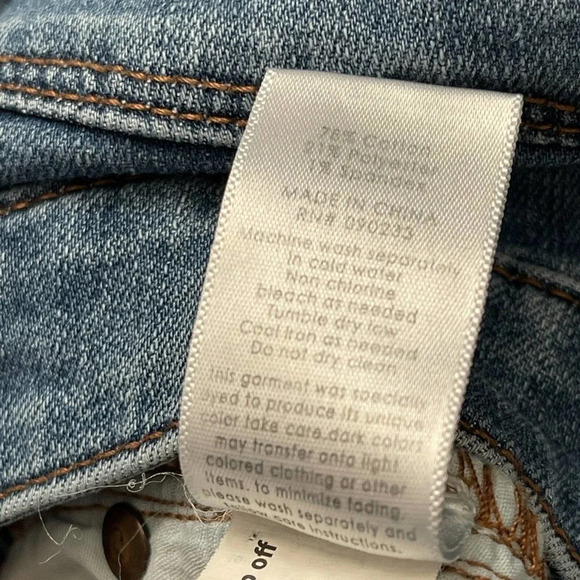 78% Cotton
21% Polyester
1% Spandex
MADE IN CHINA
RN# 090233
Machine wash separately
in cold water
Non chlorine
bleach as needed
Tumble dry low
Cool Iron as needed
Do not dry clean
this garment was specially
dyed to produce its unique
color take care.dark colors
may transfer onto light
colored clothing or other
items. to minimize fading,
please wash separately and
care instructions.
off